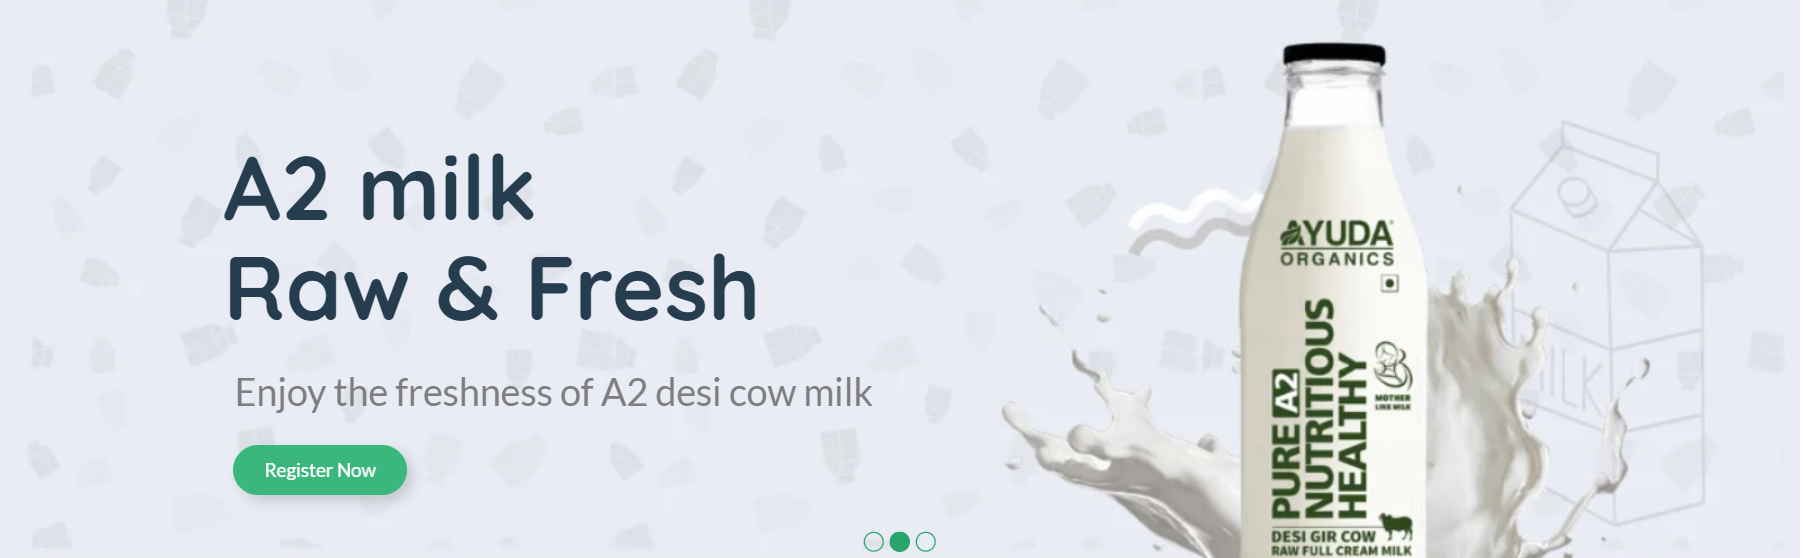 A2 milk
Raw & Fresh
Enjoy the freshness of A2 desi cow milk
Register Now
AYUDA
ORGANICS
PURE A2
NUTRITIOUS
HEALTHY
MOTHER
LIKE MILK
DESI GIR COW
RAW FULL CREAM MILK
MILK